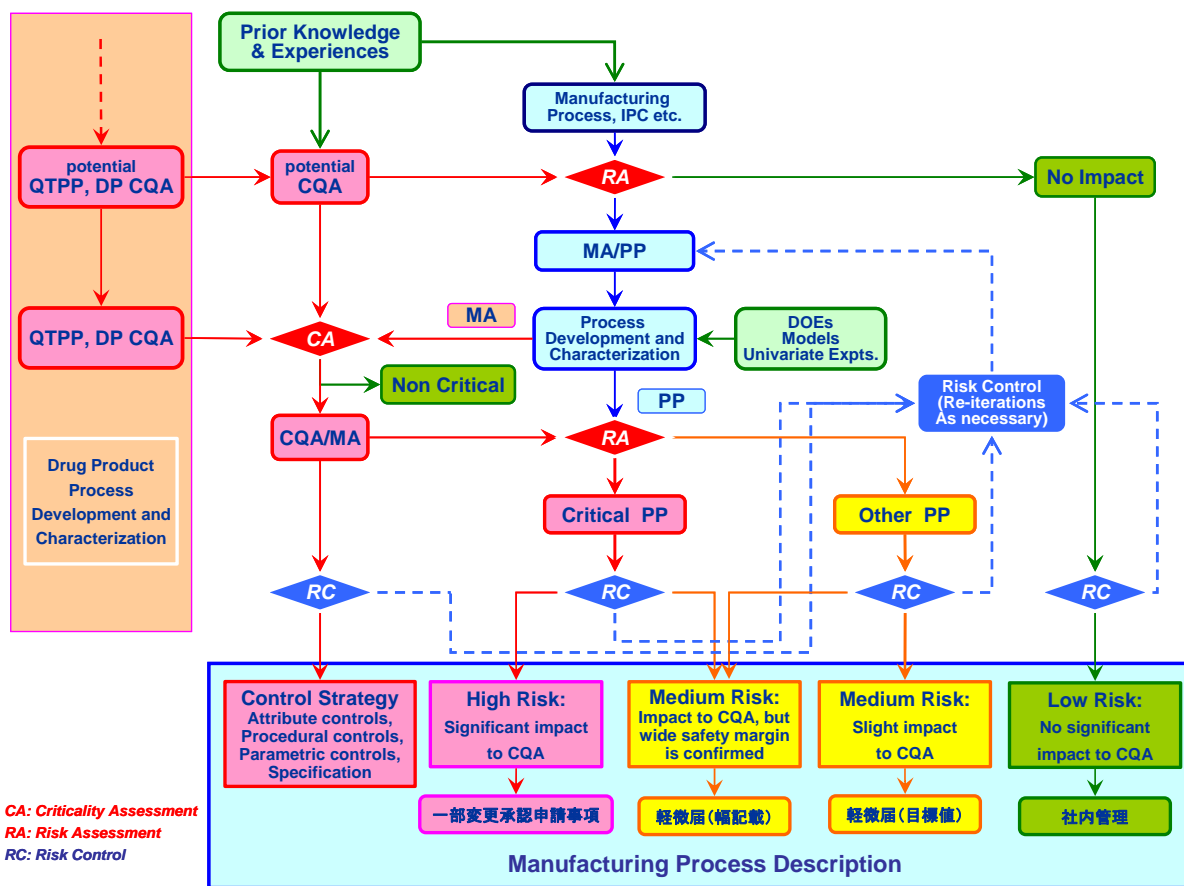 Prior Knowledge
& Experiences
Manufacturing
Process, IPC etc.
potential
QTPP, DP CQA
potential
CQA
RA
No Impact
MA/PP
MA
QTPP, DP CQA
CA
Process
Development and
Characterization
DOEs
Models
Univariate Expts.
Non Critical
PP
Risk Control
(Re-iterations
As necessary)
CQA/MA
RA
Drug Product
Process
Development and
Characterization
Critical PP
Other PP
RC
RC
RC
RC
Control Strategy
Attribute controls,
Procedural controls,
Parametric controls,
Specification
High Risk:
Significant impact
to CQA
Medium Risk:
Impact to CQA, but
wide safety margin
is confirmed
Medium Risk:
Slight impact
to CQA
Low Risk:
No significant
impact to CQA
一部変更承認申請事項
軽微届(幅記載)
軽微届(目標値)
社内管理
CA: Criticality Assessment
RA: Risk Assessment
RC: Risk Control
Manufacturing Process Description